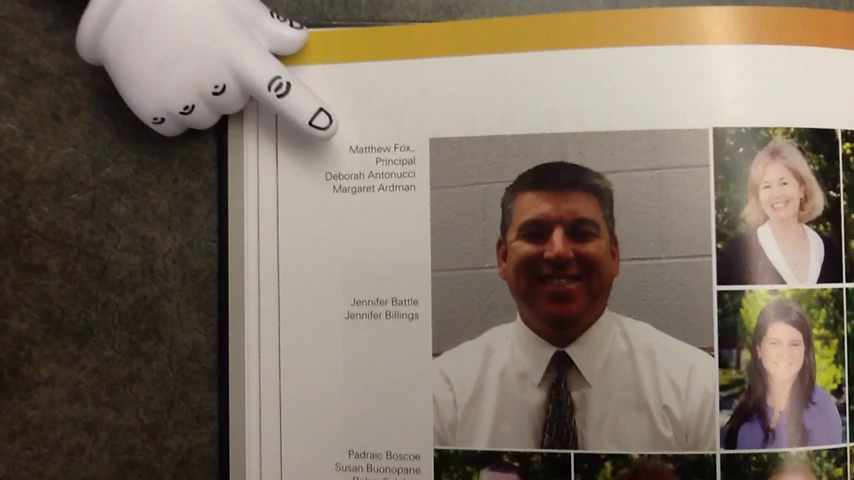 Matthew Fox,
Principal
Deborah Antonucci
Margaret Ardman
Jennifer Battle
Jennifer Billings
Padraic Boscoe
Susan Buonopane